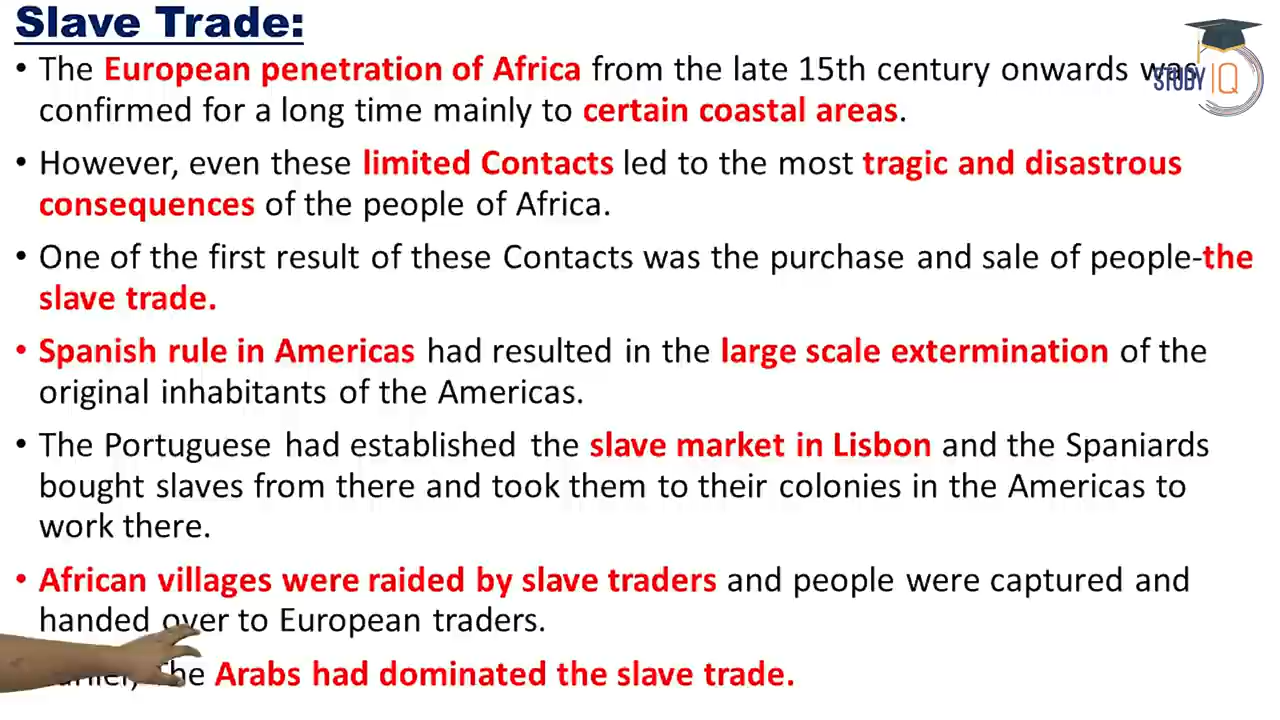 Slave Trade:
• The European penetration of Africa from the late 15th century onwards was
confirmed for a long time mainly to certain coastal areas.
• However, even these limited Contacts led to the most tragic and disastrous
consequences of the people of Africa.
• One of the first result of these Contacts was the purchase and sale of people-the
slave trade.
• Spanish rule in Americas had resulted in the large scale extermination of the
original inhabitants of the Americas.
• The Portuguese had established the slave market in Lisbon and the Spaniards
bought slaves from there and took them to their colonies in the Americas to
work there.
• African villages were raided by slave traders and people were captured and
handed over to European traders.
The Arabs had dominated the slave trade.
STUDY IQ